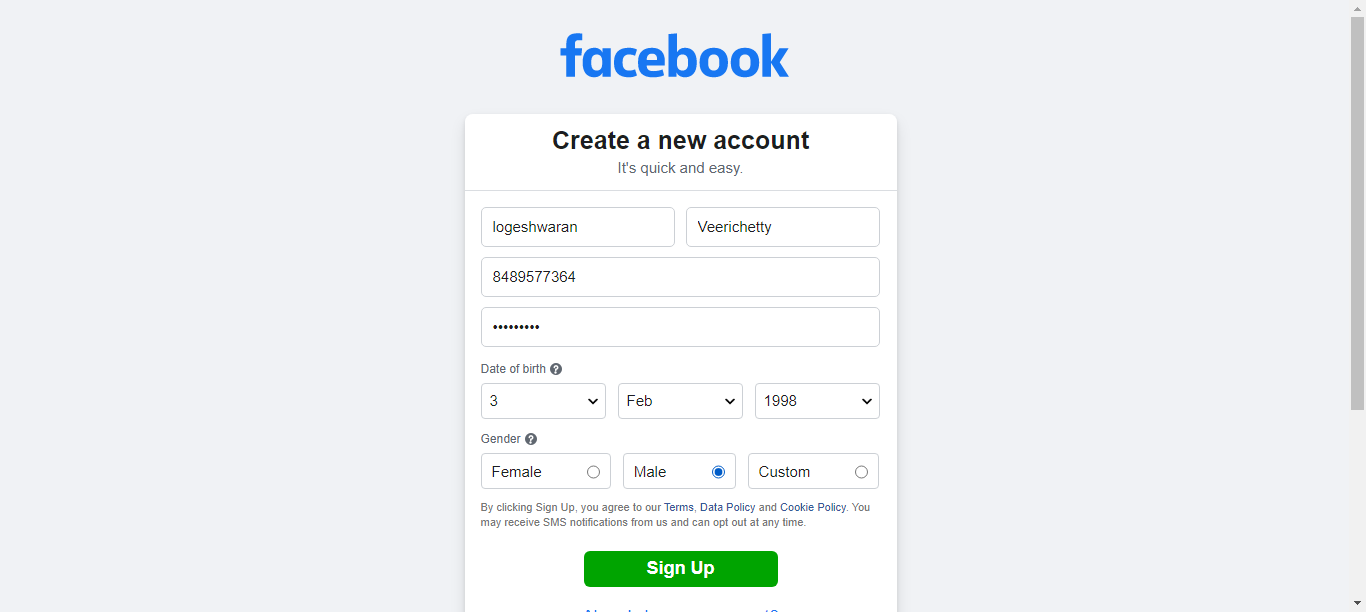 facebook
Create a new account
It's quick and easy.
logeshwaran Veerichetty
8489577364
•••••••••
Date of birth ?
3 Feb 1998
Gender ?
Female Male Custom
By clicking Sign Up, you agree to our Terms, Data Policy and Cookie Policy. You
may receive SMS notifications from us and can opt out at any time.
Sign Up